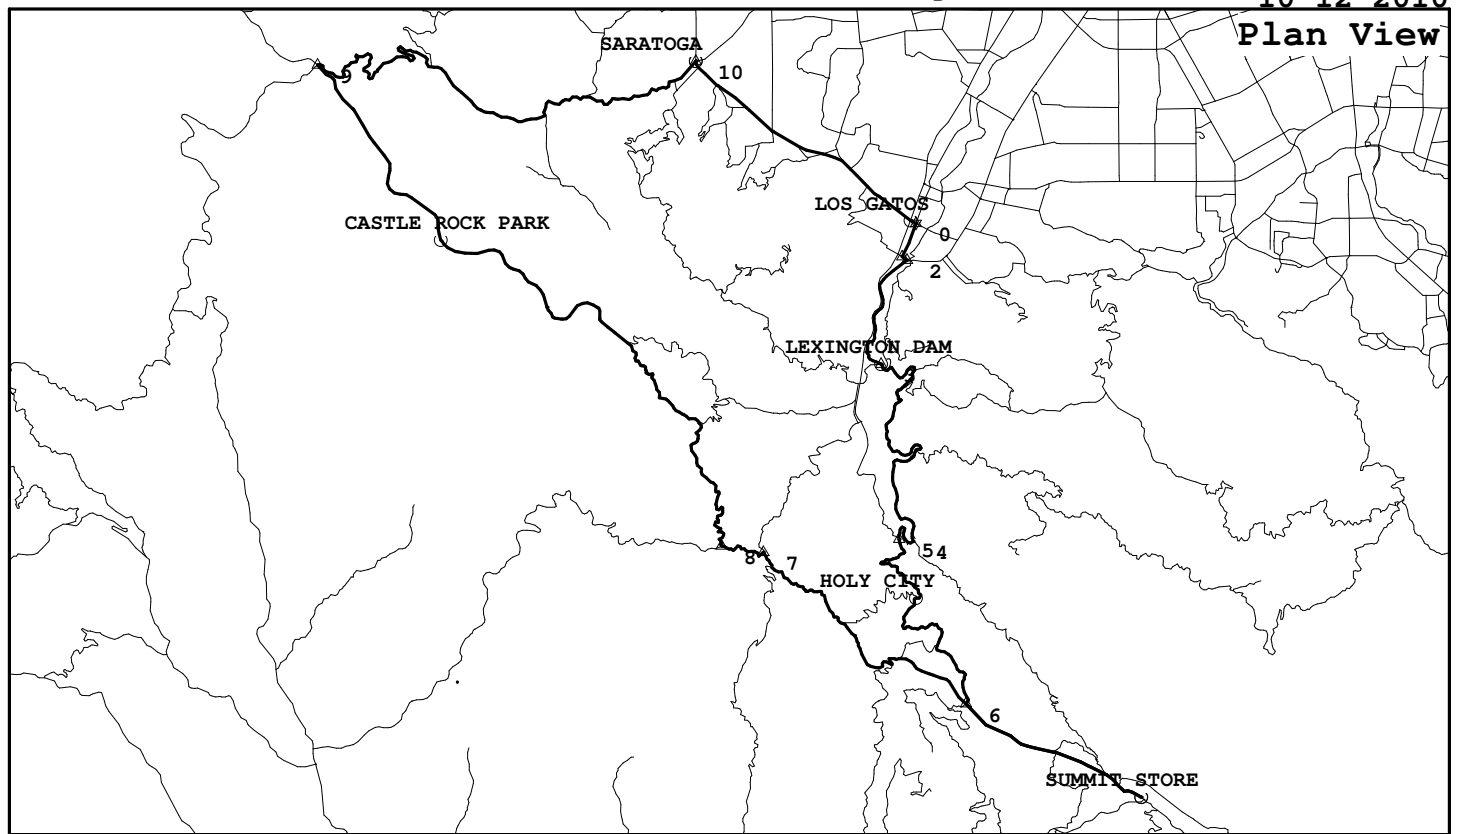 10 12 2010
Plan View
SARATOGA
10
9
LOS GATOS
CASTLE ROCK PARK
0
2
LEXINGTON DAM
54
8
7
HOLY CITY
6
SUMMIT STORE